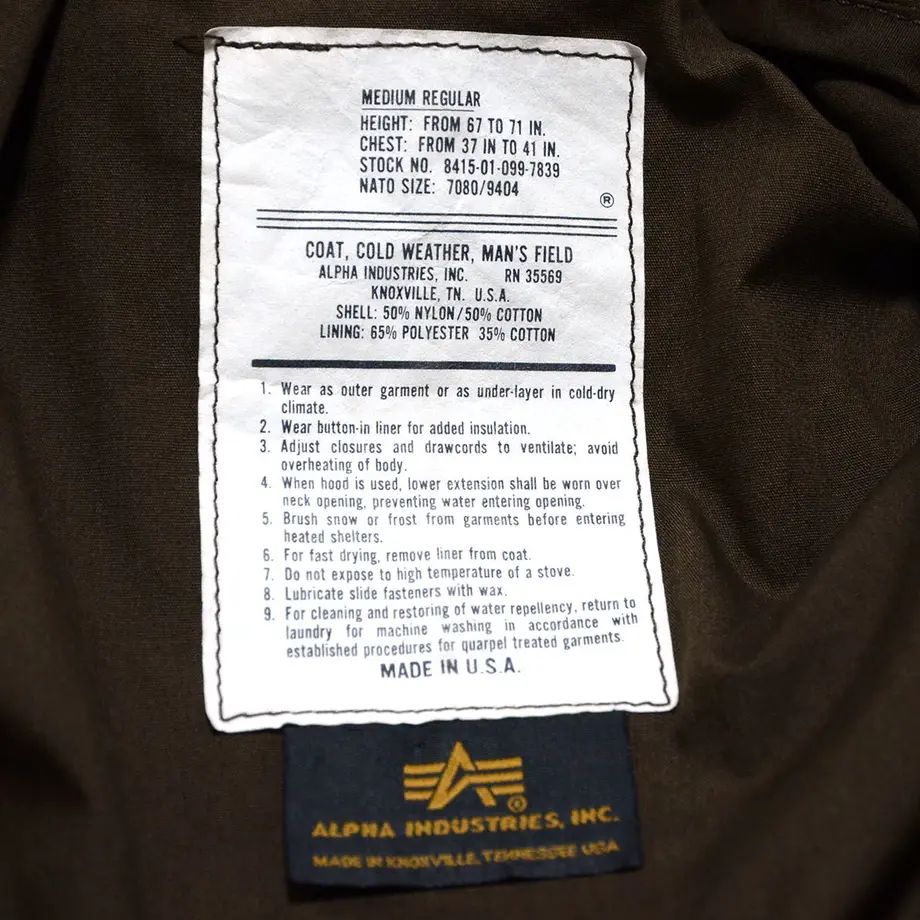 MEDIUM REGULAR
HEIGHT: FROM 67 TO 71 IN.
CHEST: FROM 37 IN TO 41 IN.
STOCK NO. 8415-01-099-7839
NATO SIZE: 7080/9404
®
COAT, COLD WEATHER, MAN'S FIELD
ALPHA INDUSTRIES, INC. RN 35569
KNOXVILLE, TN. U.S.A.
SHELL: 50% NYLON/50% COTTON
LINING: 65% POLYESTER 35% COTTON
1. Wear as outer garment or as under-layer in cold-dry
climate.
2. Wear button-in liner for added insulation.
3. Adjust closures and drawcords to ventilate; avoid
overheating of body.
4. When hood is used, lower extension shall be worn over
neck opening, preventing water entering opening.
5. Brush snow or frost from garments before entering
heated shelters.
6. For fast drying, remove liner from coat.
7. Do not expose to high temperature of a stove.
8. Lubricate slide fasteners with wax.
9. For cleaning and restoring of water repellency, return to
laundry for machine washing in accordance with
established procedures for quarpel treated garments.
MADE IN U.S.A.
®
ALPHA INDUSTRIES, INC.
MADE IN KNOXVILLE, TENNESSEE USA